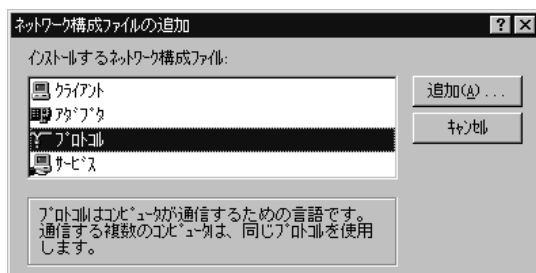 ネットワーク構成ファイルの追加
インストールするネットワーク構成ファイル:
クライアント
アダプタ
プロトコル
サービス
追加(A)...
キャンセル
プロトコルはコンピュータが通信するための言語です。
通信する複数のコンピュータは、同じプロトコルを使用
します。